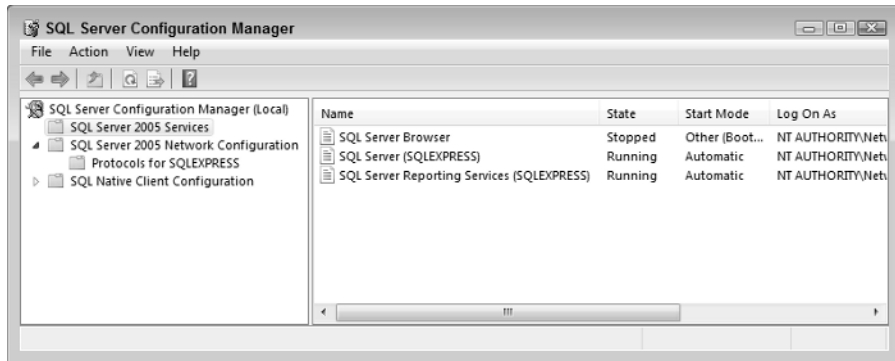 SQL Server Configuration Manager
File Action View Help
SQL Server Configuration Manager (Local)
SQL Server 2005 Services
SQL Server 2005 Network Configuration
Protocols for SQLEXPRESS
SQL Native Client Configuration
Name State Start Mode Log On As
SQL Server Browser Stopped Other (Boot... NT AUTHORITY\Netw
SQL Server (SQLEXPRESS) Running Automatic NT AUTHORITY\Netw
SQL Server Reporting Services (SQLEXPRESS) Running Automatic NT AUTHORITY\Netw